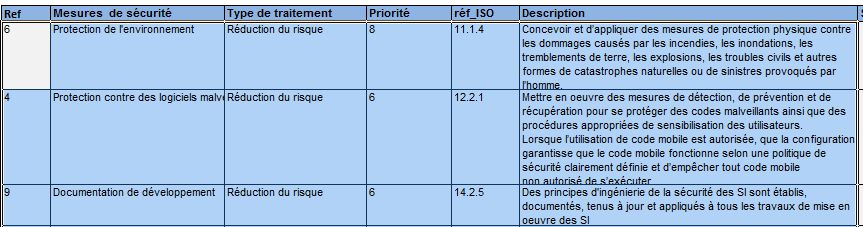 Ref Mesures de sécurité Type de traitement Priorité réf_ISO Description
6 Protection de l'environnement Réduction du risque 8 11.1.4 Concevoir et d'appliquer des mesures de protection physique contre
les dommages causés par les incendies, les inondations, les
tremblements de terre, les explosions, les troubles civils et autres
formes de catastrophes naturelles ou de sinistres provoqués par
l'homme.
4 Protection contre des logiciels malve Réduction du risque 6 12.2.1 Mettre en oeuvre des mesures de détection, de prévention et de
récupération pour se protéger des codes malveillants ainsi que des
procédures appropriées de sensibilisation des utilisateurs.
Lorsque l'utilisation de code mobile est autorisée, que la configuration
garantisse que le code mobile fonctionne selon une politique de
sécurité clairement définie et d'empêcher tout code mobile
non autorisé de s'exécuter
9 Documentation de développement Réduction du risque 6 14.2.5 Des principes d'ingénierie de la sécurité des SI sont établis,
documentés, tenus à jour et appliqués à tous les travaux de mise en
oeuvre des SI